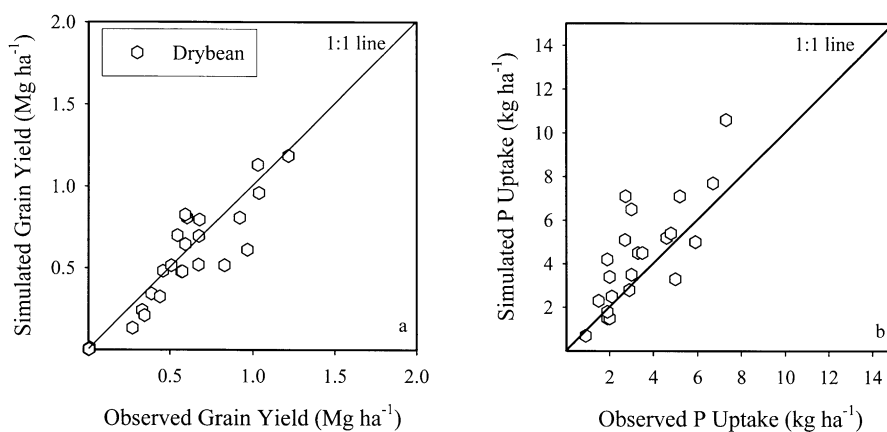 2.0
1.5
1.0
0.5
Simulated Grain Yield (Mg ha⁻¹)
Drybean
1:1 line
a
0.5 1.0 1.5 2.0
Observed Grain Yield (Mg ha⁻¹)
14
12
10
8
6
4
2
Simulated P Uptake (kg ha⁻¹)
1:1 line
b
2 4 6 8 10 12 14
Observed P Uptake (kg ha⁻¹)